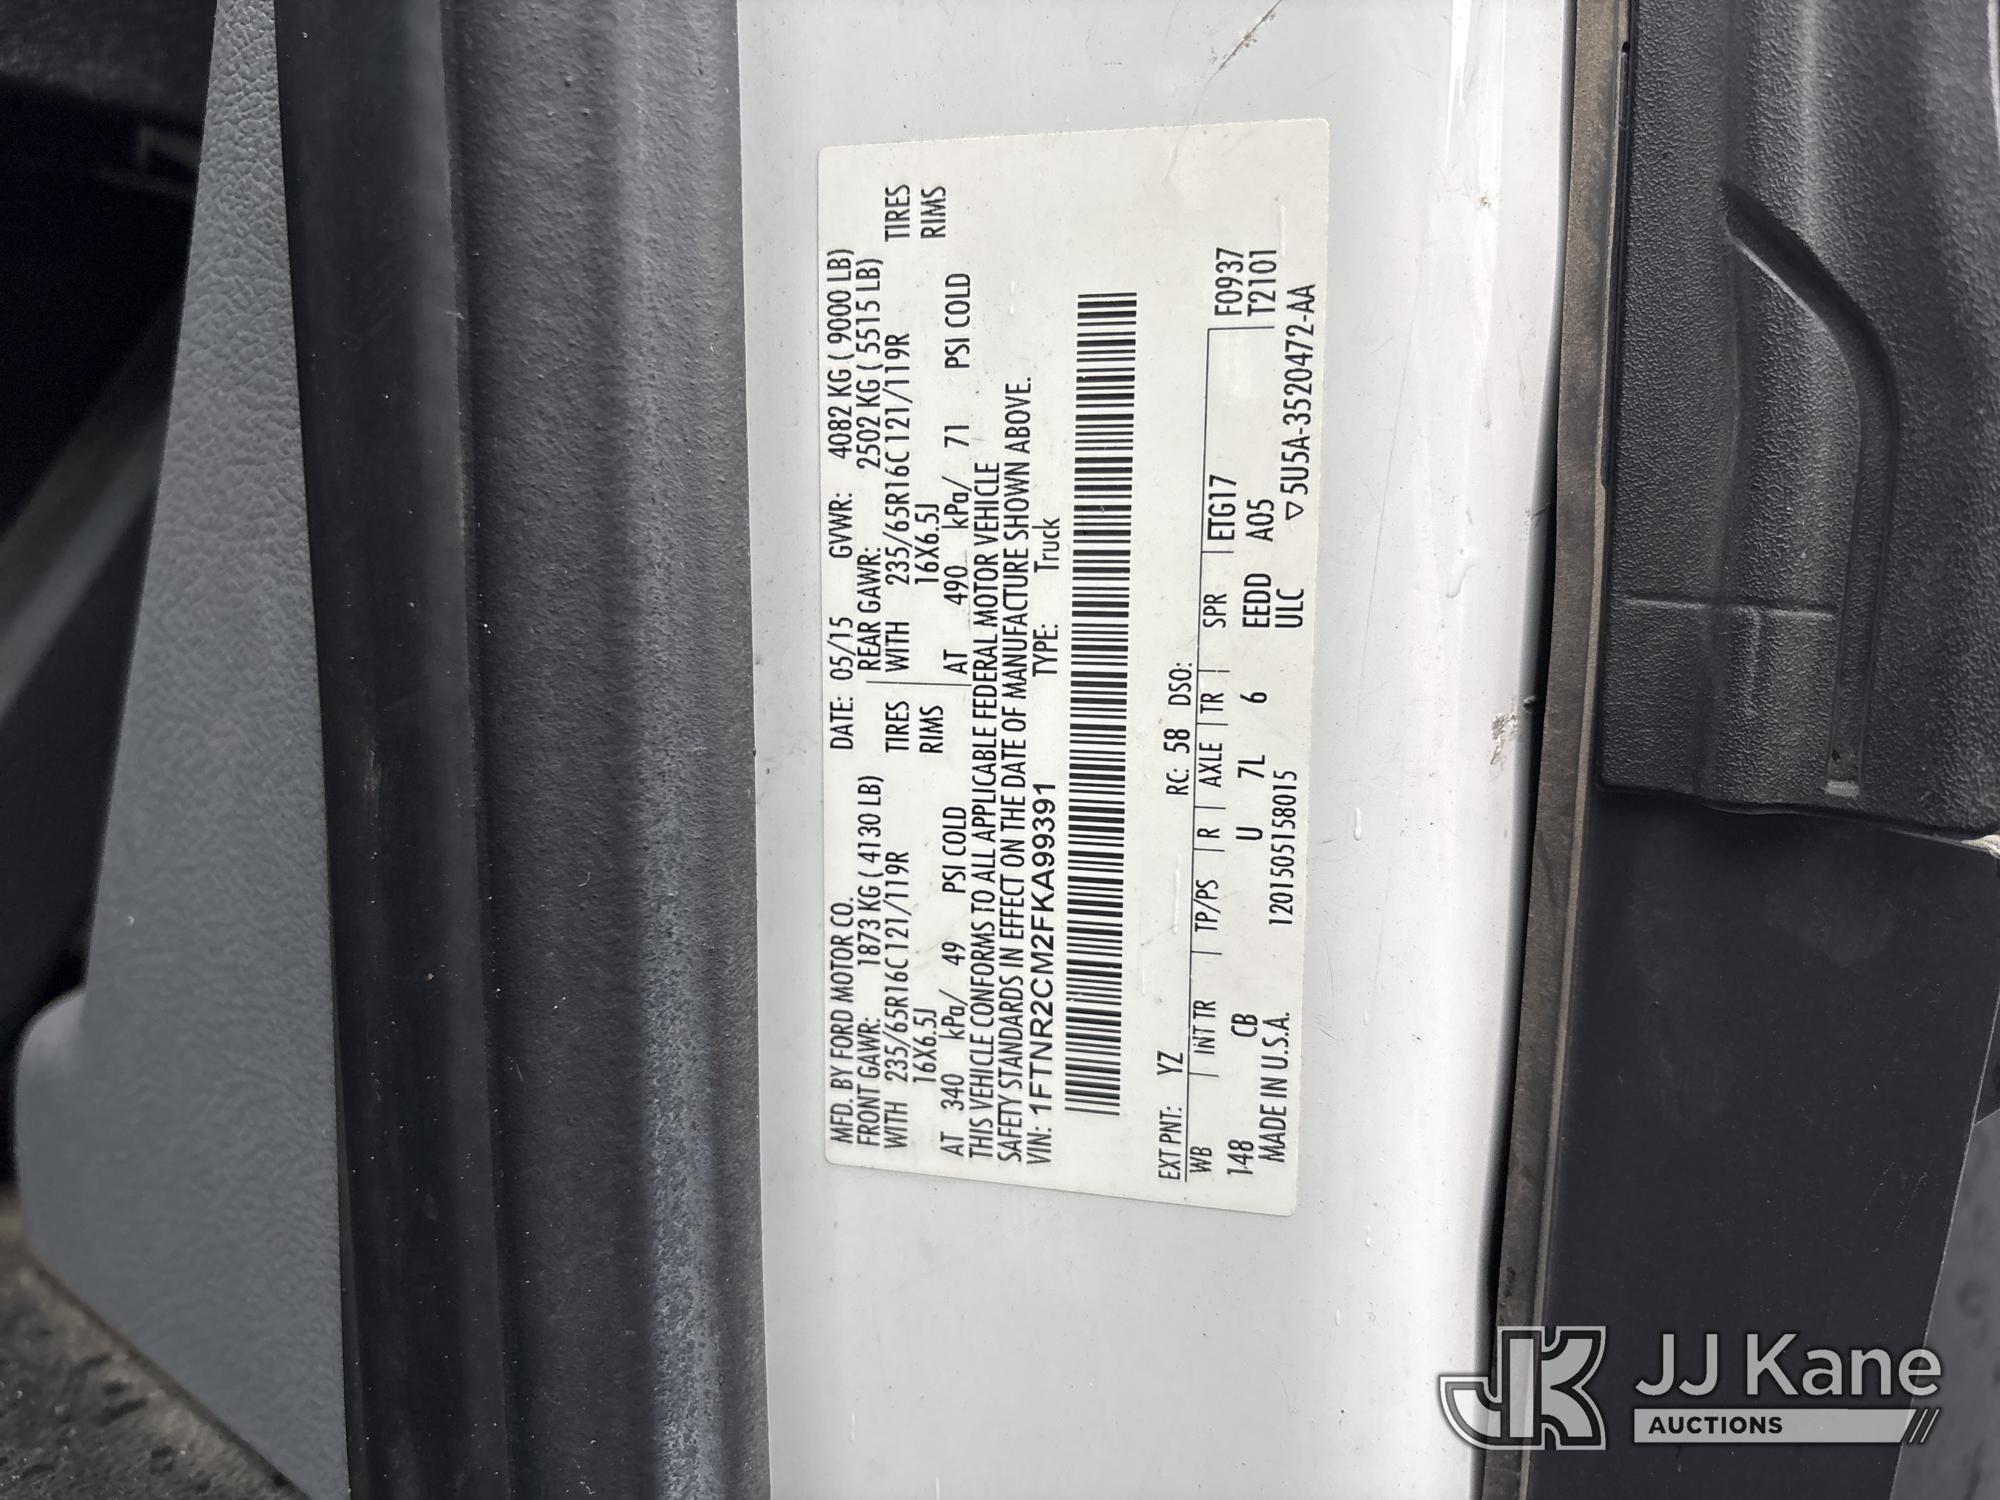 MFD. BY FORD MOTOR CO. DATE: 05/15 GVWR: 4082 KG ( 9000 LB)
FRONT GAWR: 1873 KG ( 4130 LB) REAR GAWR: 2502 KG ( 5515 LB)
WITH 235/65R16C 121/119R TIRES WITH 235/65R16C121/119R TIRES
16X6.5J RIMS 16X6.5J RIMS
AT 340 kPa/ 49 PSI COLD AT 490 kPa/ 71 PSI COLD
THIS VEHICLE CONFORMS TO ALL APPLICABLE FEDERAL MOTOR VEHICLE
SAFETY STANDARDS IN EFFECT ON THE DATE OF MANUFACTURE SHOWN ABOVE.
VIN: 1FTNR2CM2FKA99391 TYPE: Truck
EXT PNT: YZ RC: 58 DSO:
WB | INT TR | TP/PS | R | AXLE | TR | SPR | ETG17 F0937
148 CB U 7L 6 EEDD A05 T2101
MADE IN U.S.A. 1201505158015 ULC ▽5U5A-3520472-AA
JJ Kane
AUCTIONS